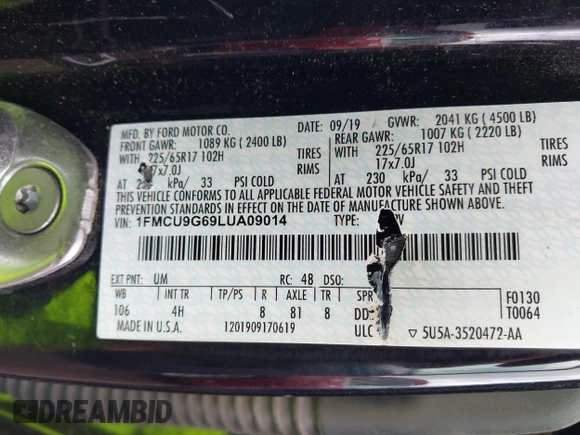 MFD. BY FORD MOTOR CO.
DATE: 09/19 GVWR: 2041 KG ( 4500 LB)
FRONT GAWR: 1089 KG ( 2400 LB) REAR GAWR: 1007 KG ( 2220 LB)
WITH 225/65R17 102H TIRES WITH 225/65R17 102H TIRES
17x7.0J RIMS 17x7.0J RIMS
AT kPa/ 33 PSI COLD AT 230 kPa/ 33 PSI COLD
THIS VEHICLE CONFORMS TO ALL APPLICABLE FEDERAL MOTOR VEHICLE SAFETY AND THEFT
PREVENTION STANDARDS IN EFFECT ON THE DATE OF MANUFACTURE SHOWN ABOVE.
VIN: 1FMCU9G69LUA09014 TYPE:
EXT PNT: UM RC: 48 DSO:
WB INT TR TP/PS R AXLE TR SPR F0130
106 4H 8 81 8 DD T0064
MADE IN U.S.A. 1201909170619 ULC ▽ 5U5A-3520472-AA
DREAMBID